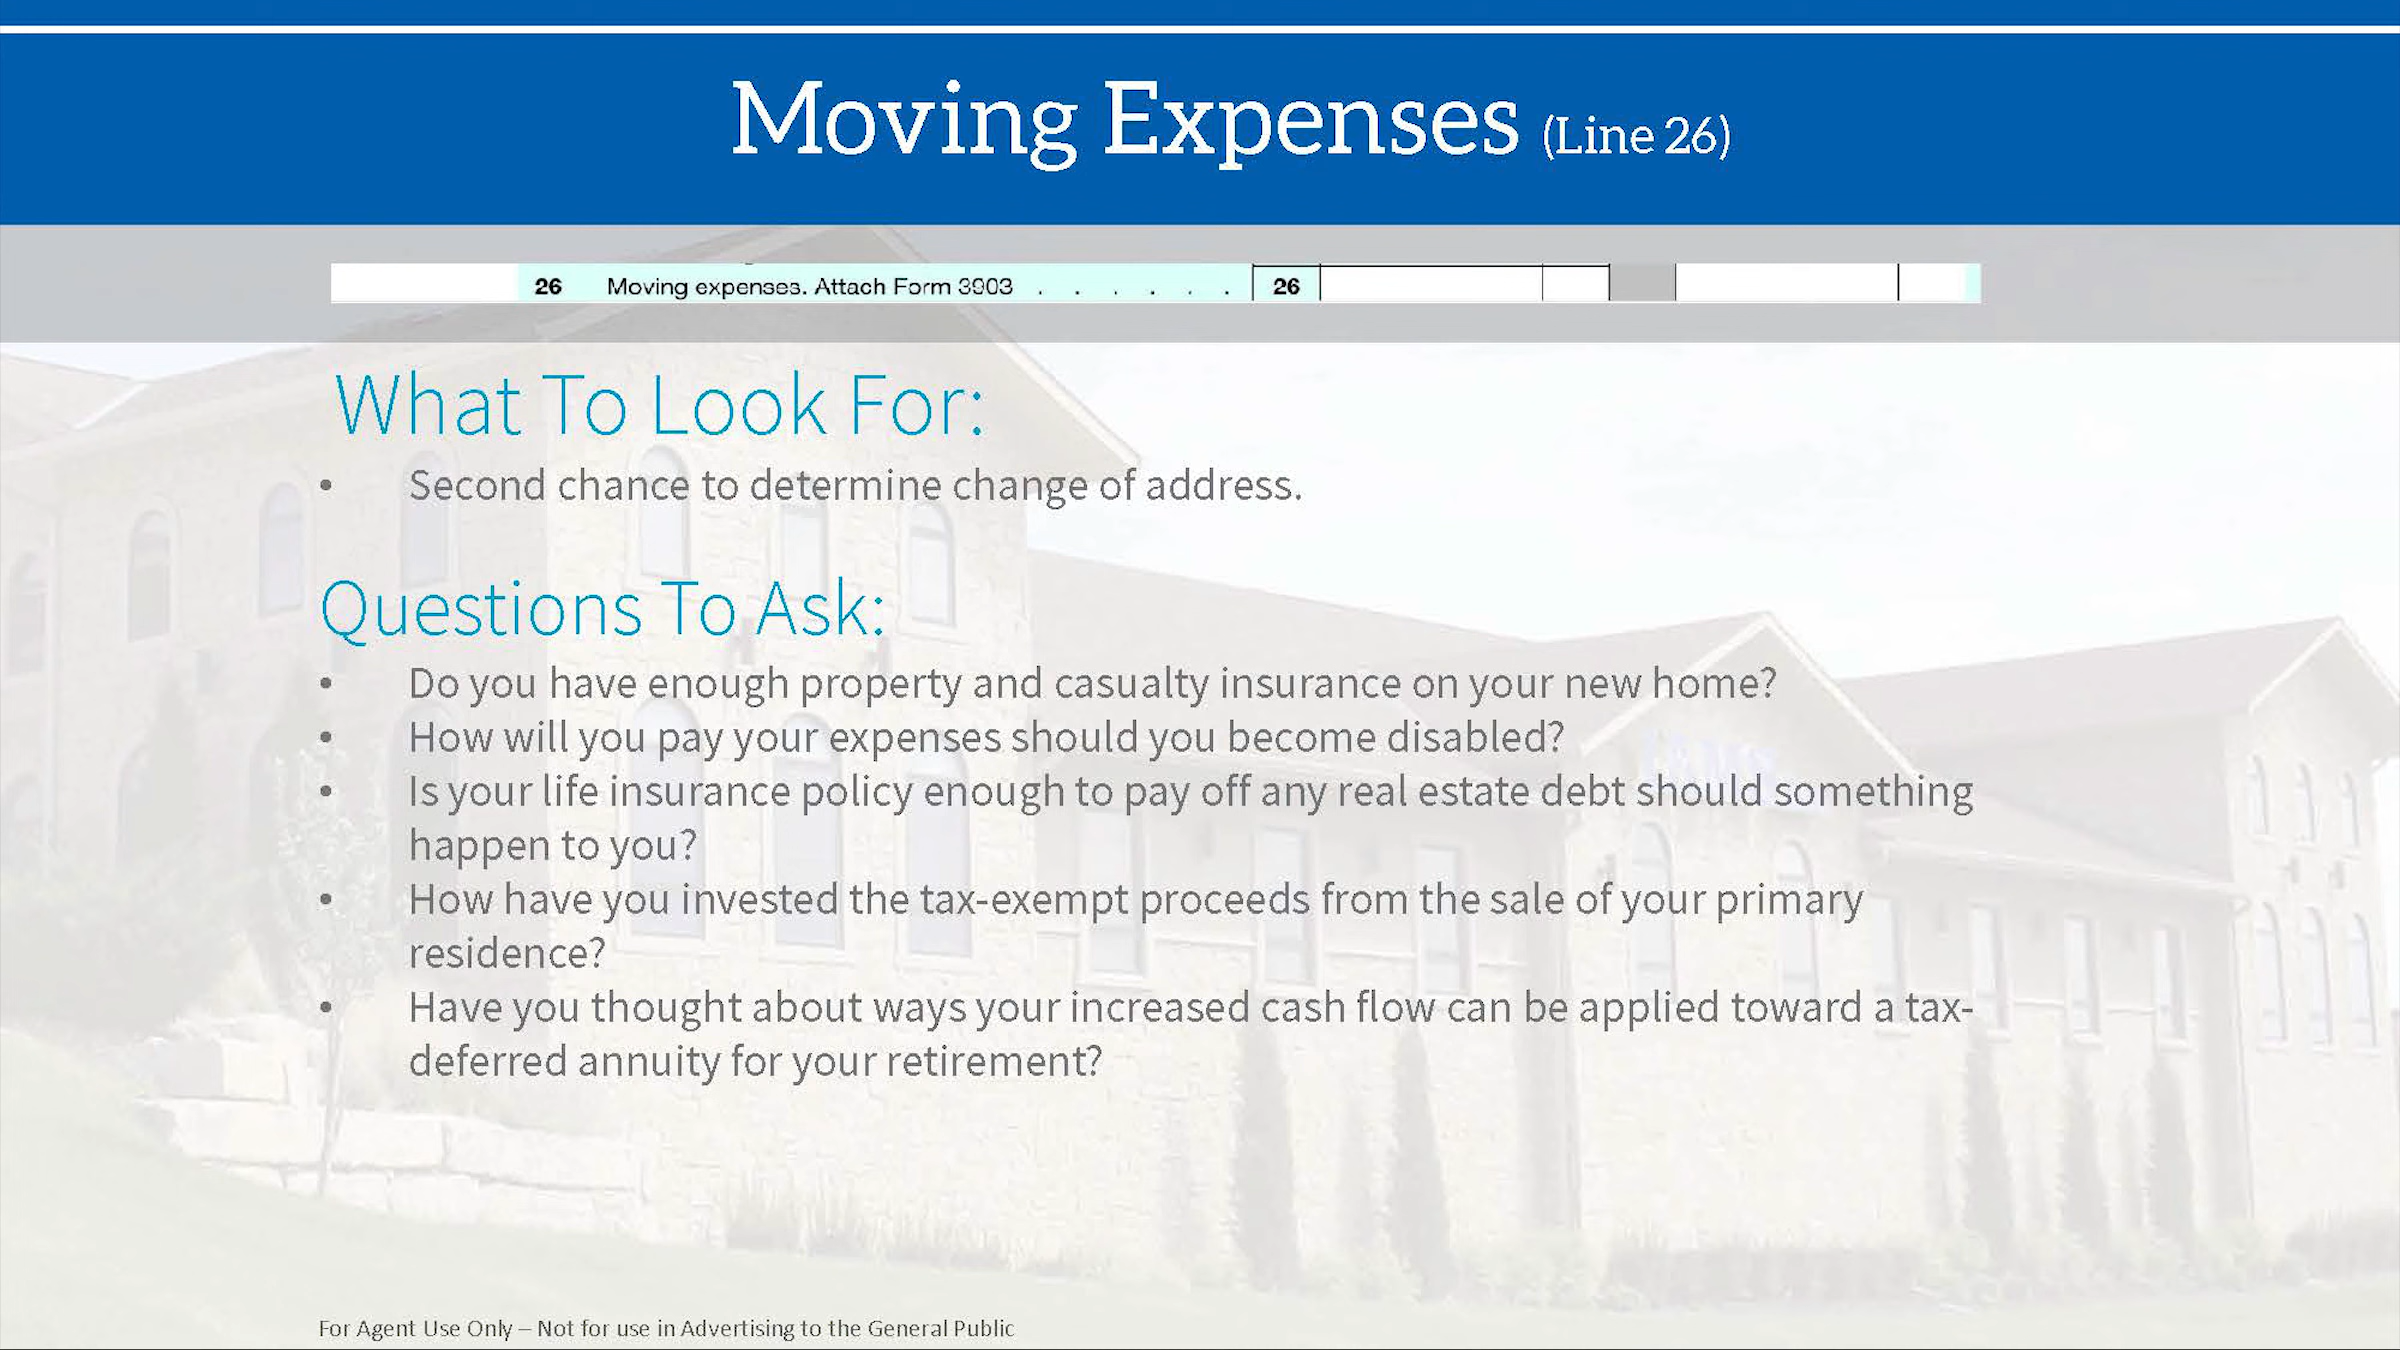 Moving Expenses (Line 26)
26 Moving expenses. Attach Form 3903 . . . . . . 26
What To Look For:
• Second chance to determine change of address.
Questions To Ask:
• Do you have enough property and casualty insurance on your new home?
• How will you pay your expenses should you become disabled?
• Is your life insurance policy enough to pay off any real estate debt should something
happen to you?
• How have you invested the tax-exempt proceeds from the sale of your primary
residence?
• Have you thought about ways your increased cash flow can be applied toward a tax-
deferred annuity for your retirement?
For Agent Use Only – Not for use in Advertising to the General Public